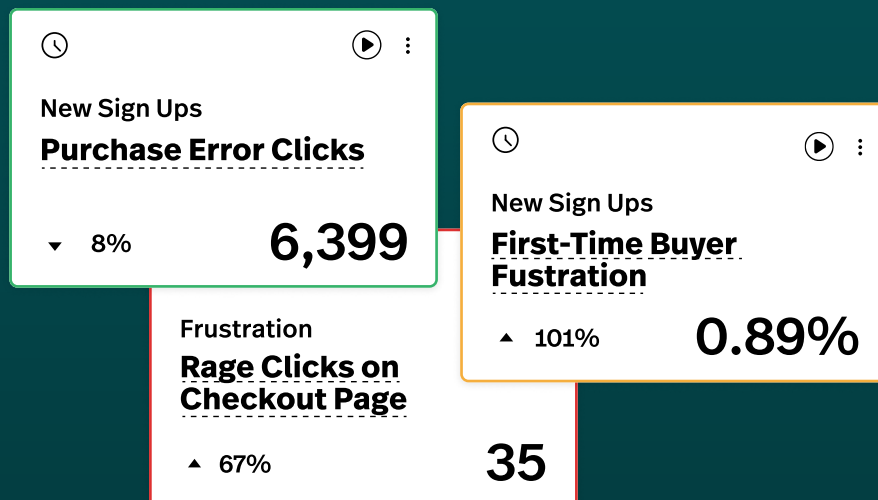 New Sign Ups
Purchase Error Clicks
8%
6,399
New Sign Ups
First-Time Buyer
Fustration
101%
0.89%
Frustration
Rage Clicks on
Checkout Page
67%
35